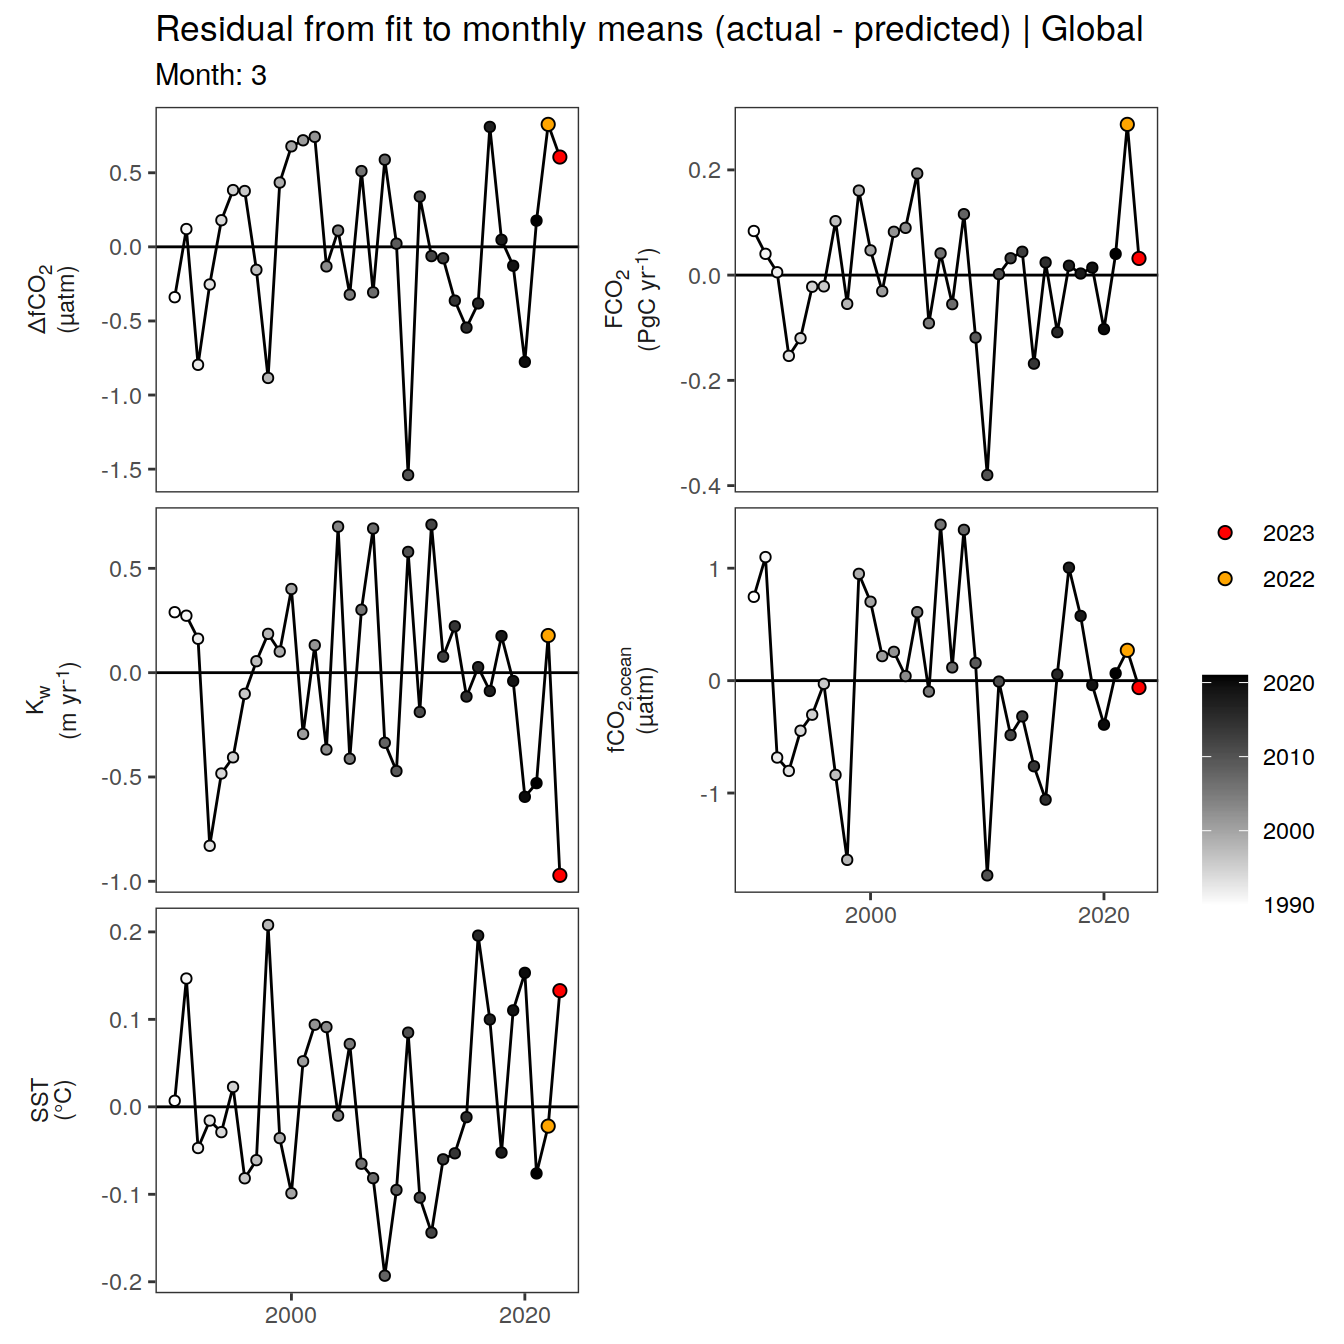 Residual from fit to monthly means (actual - predicted) | Global
Month: 3
ΔfCO2
(µatm)
0.5
0.0
-0.5
-1.0
-1.5
FCO2
(PgC yr-1)
0.2
0.0
-0.2
-0.4
Kw
(m yr-1)
0.5
0.0
-0.5
-1.0
fCO2,ocean
(µatm)
1
0
-1
2000
2020
SST
(°C)
0.2
0.1
0.0
-0.1
-0.2
2000
2020
2023
2022
2020
2010
2000
1990